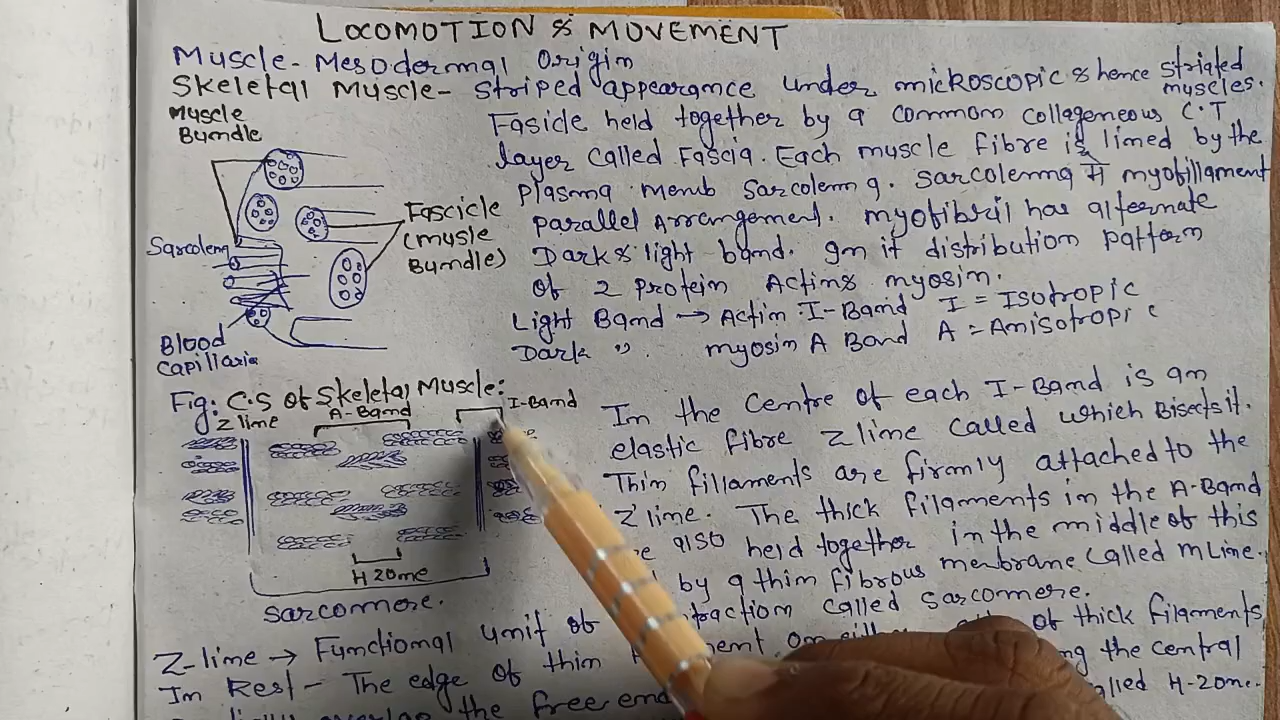 LOCOMOTION & MOVEMENT
Muscle - Mesodermal Origin
Skeletal Muscle - Striped appearance under microscopic & hence striated muscles.
Muscle Bundle
Fasicle held together by a common collageneous C.T
layer called Fascia. Each muscle fibre is lined by the
Plasma memb sarcolemma. Sarcolemma में myofillament
parallel Arrangement. myofibril has alternate
Dark & light band. In it distribution pattern
of 2 protein Actin & myosin.
Light Band → Actin I-Band I = Isotropic
Dark " myosin A Band A = Anisotropic
Sarcolem
Fascicle (musle Bundle)
Blood Capillaria
Fig: C.S of Skeletal Muscle:
Z line
A-Band
I-Band
H zone
Sarcomere.
In the centre of each I-Band is an
elastic fibre Z line called which Bisects it.
Thin fillaments are firmly attached to the
Z line. The thick filaments in the A-Band
also held together in the middle of this
by a thin fibrous membrane called M Line.
Z-line → Functional unit of called sarcomere.
In Rest - The edge of thin of thick filaments
the free the central
H-zone.